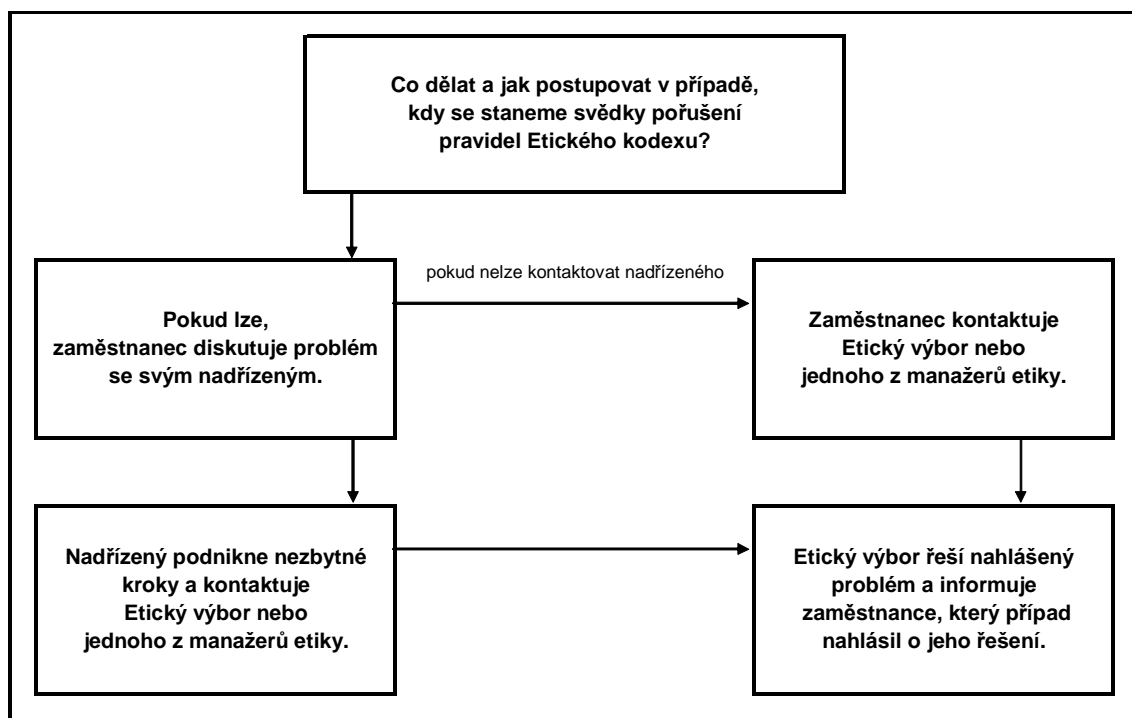 Co dělat a jak postupovat v případě,
kdy se staneme svědky pořušení
pravidel Etického kodexu?
pokud nelze kontaktovat nadřízeného
Pokud lze,
zaměstnanec diskutuje problém
se svým nadřízeným.
Zaměstnanec kontaktuje
Etický výbor nebo
jednoho z manažerů etiky.
Nadřízený podnikne nezbytné
kroky a kontaktuje
Etický výbor nebo
jednoho z manažerů etiky.
Etický výbor řeší nahlášený
problém a informuje
zaměstnance, který případ
nahlásil o jeho řešení.